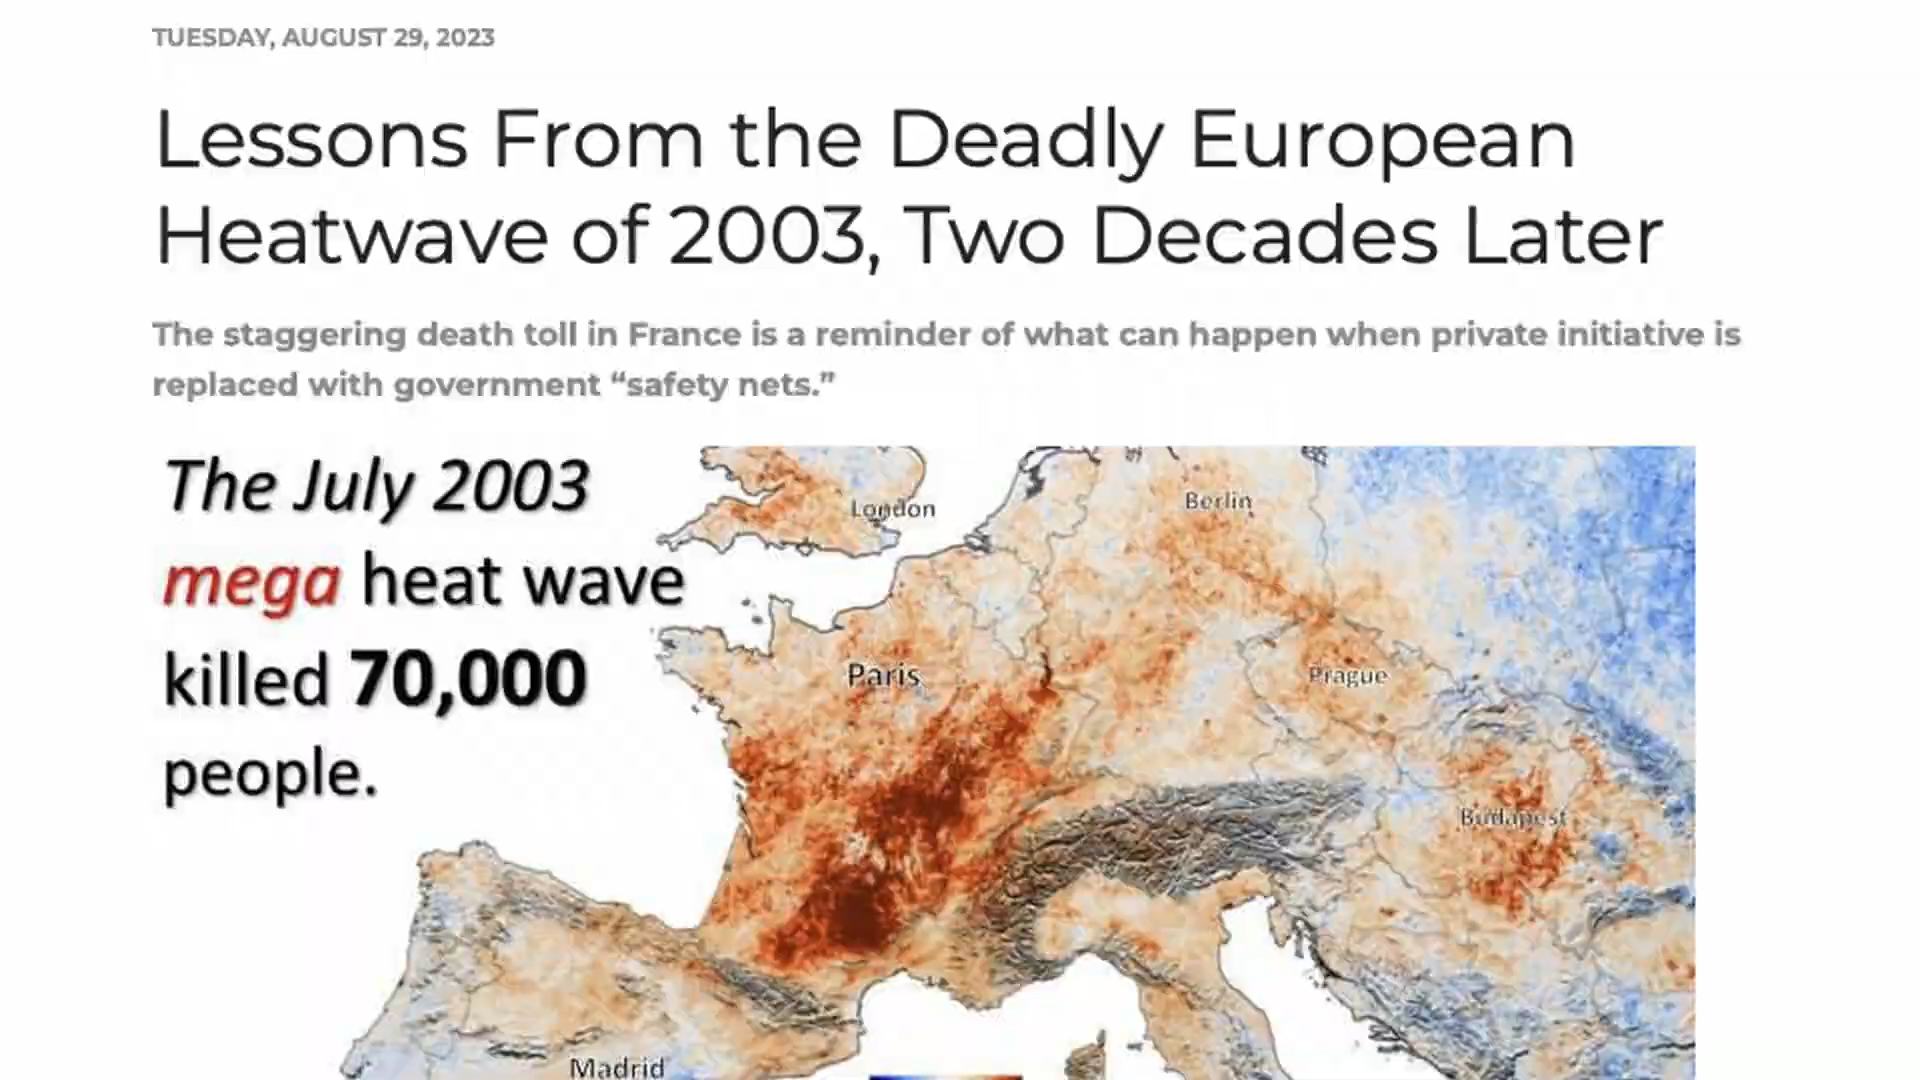 TUESDAY, AUGUST 29, 2023
Lessons From the Deadly European
Heatwave of 2003, Two Decades Later
The staggering death toll in France is a reminder of what can happen when private initiative is
replaced with government “safety nets.”
The July 2003
mega heat wave
killed 70,000
people.
London
Berlin
Paris
Prague
Budapest
Madrid